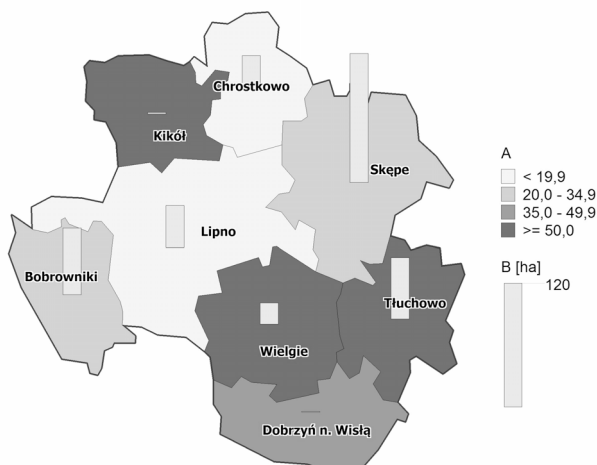 Chrostkowo
Kikół
Skępe
Lipno
Bobrowniki
Tłuchowo
Wielgie
Dobrzyń n. Wisłą
A
< 19,9
20,0 - 34,9
35,0 - 49,9
>= 50,0
B [ha]
120